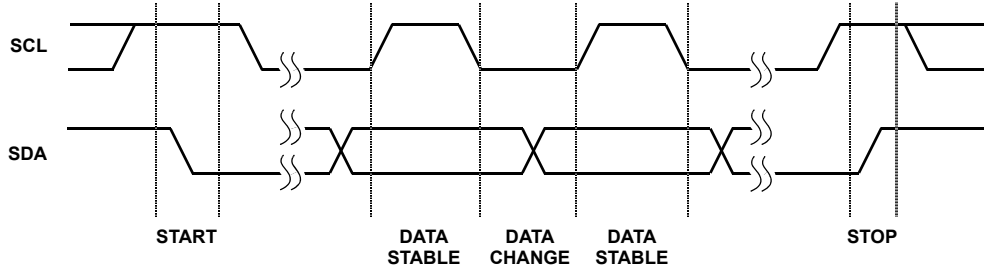 SCL
SDA
START
DATA
STABLE
DATA
CHANGE
DATA
STABLE
STOP